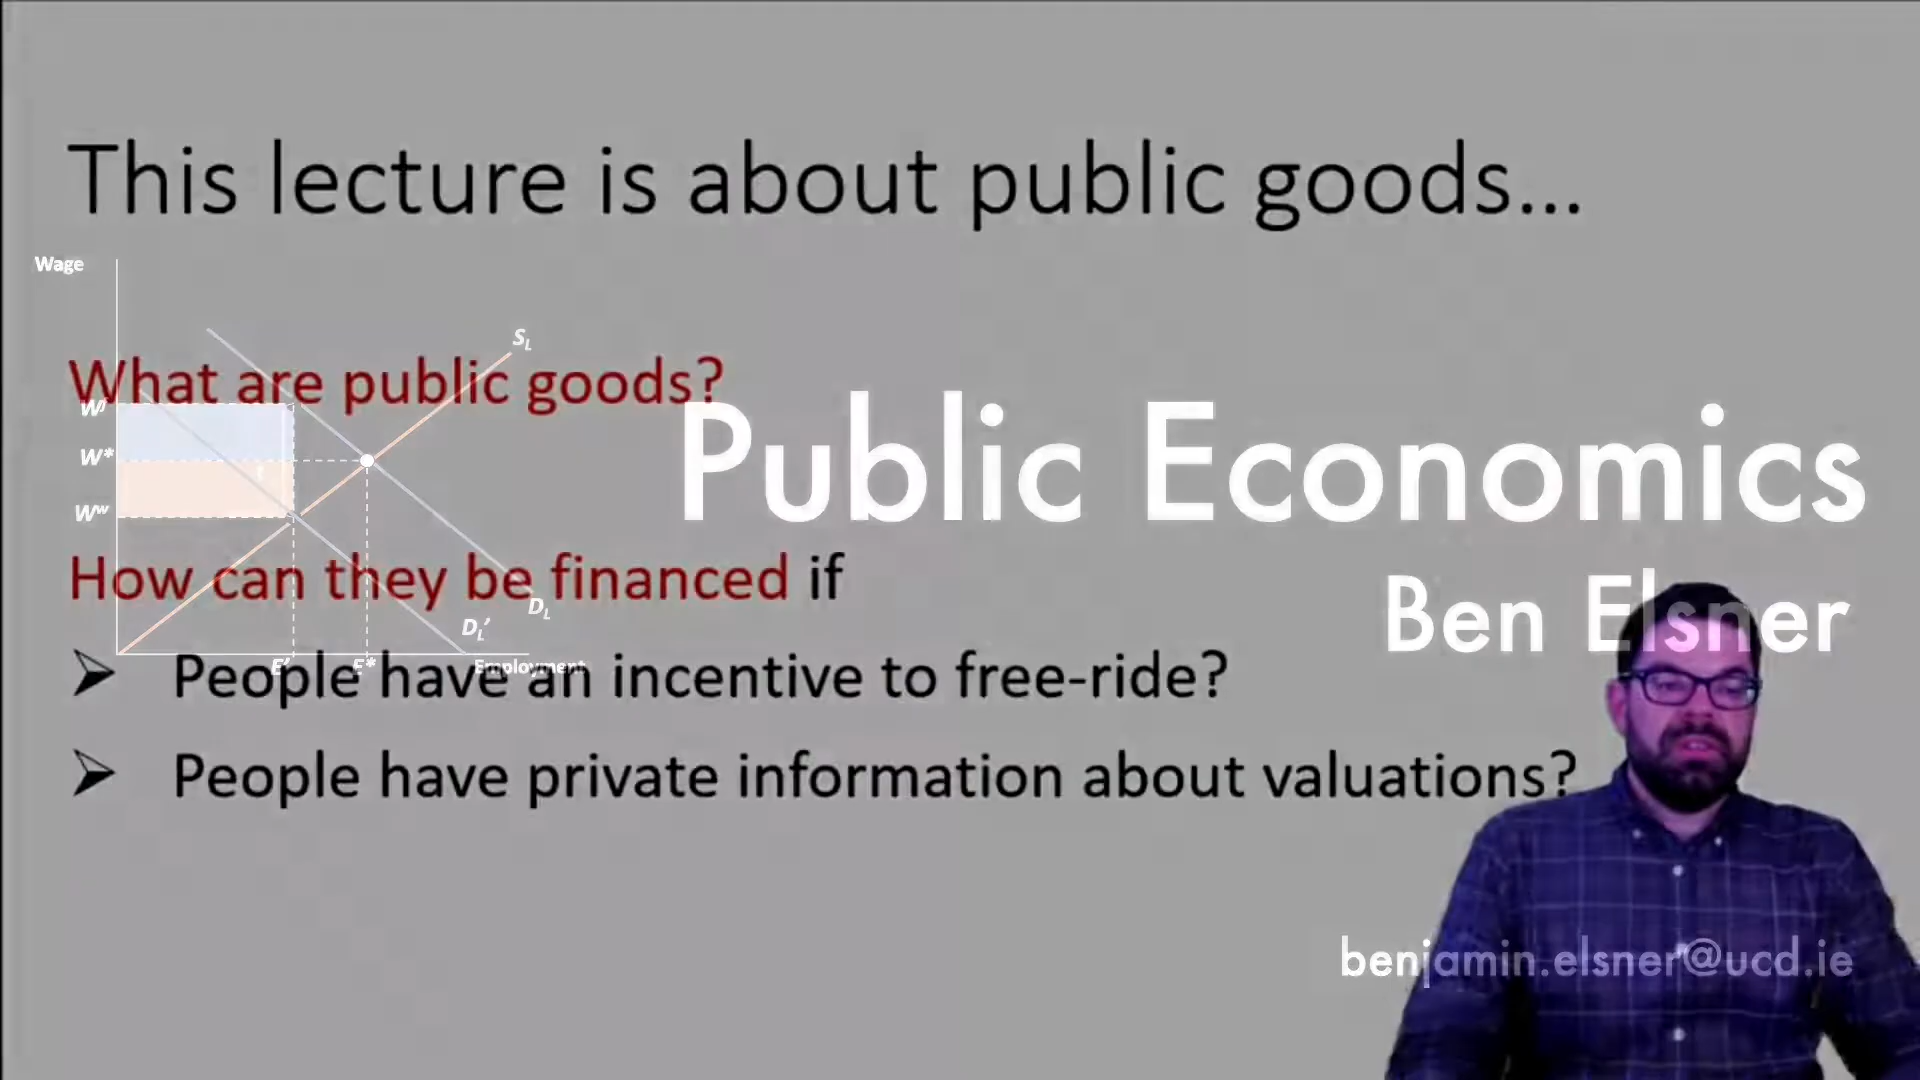 This lecture is about public goods...
Wage
S_L
What are public goods?
W^f
W*
W^w
t
Public Economics
How can they be financed if
Ben Elsner
D_L
D_L'
E'
E*
Employment
People have an incentive to free-ride?
People have private information about valuations?
benjamin.elsner@ucd.ie